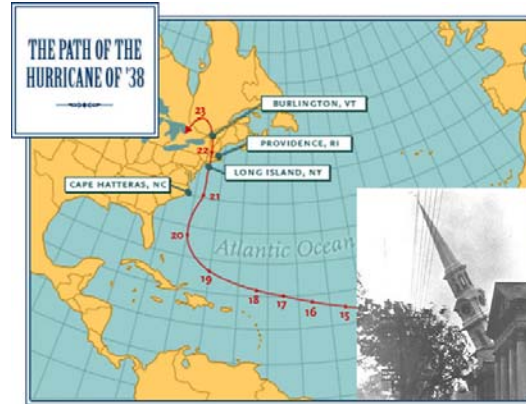 THE PATH OF THE
HURRICANE OF '38
23
BURLINGTON, VT
22
PROVIDENCE, RI
LONG ISLAND, NY
CAPE HATTERAS, NC
21
20
Atlantic Ocean
19
18
17
16
15